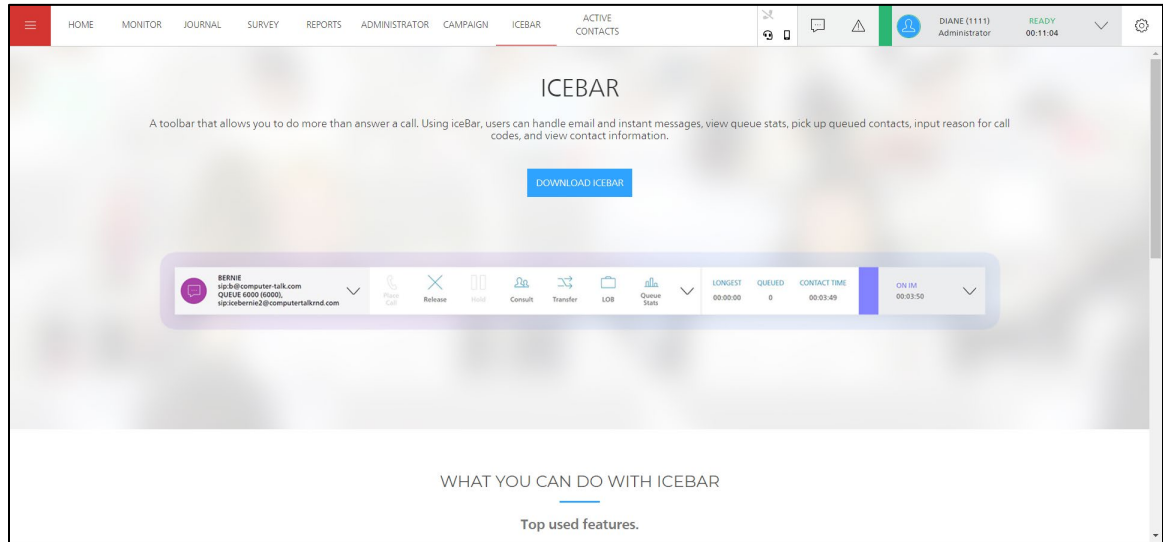 HOME
MONITOR
JOURNAL
SURVEY
REPORTS
ADMINISTRATOR
CAMPAIGN
ICEBAR
ACTIVE
CONTACTS
DIANE (1111)
Administrator
READY
00:11:04
ICEBAR
A toolbar that allows you to do more than answer a call. Using iceBar, users can handle email and instant messages, view queue stats, pick up queued contacts, input reason for call
codes, and view contact information.
DOWNLOAD ICEBAR
BERNIE
sip:b@computer-talk.com
QUEUE 6000 (6000),
sip:icebernie2@computertalkrnd.com
Place
Call
Release
Hold
Consult
Transfer
LOB
Queue
Stats
LONGEST
00:00:00
QUEUED
0
CONTACT TIME
00:03:49
ON IM
00:03:50
WHAT YOU CAN DO WITH ICEBAR
Top used features.